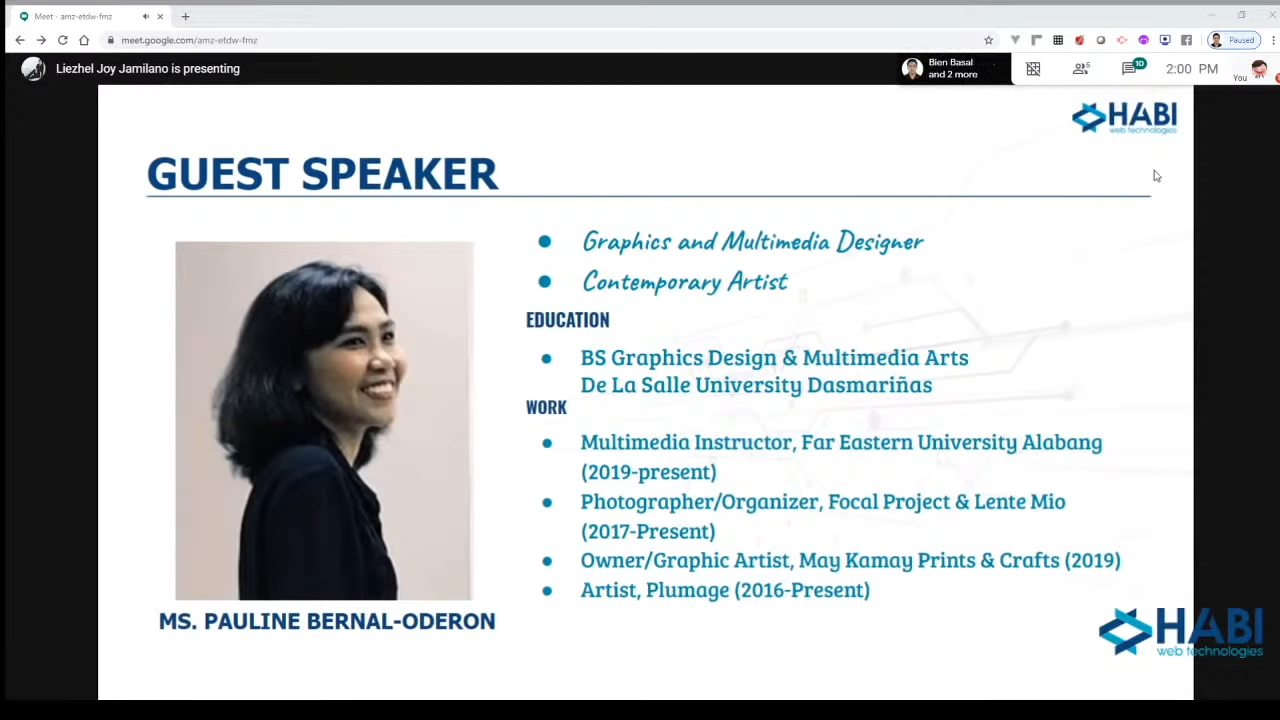 Meet - amz-etdw-fmz
meet.google.com/amz-etdw-fmz
Paused
Liezhel Joy Jamilano is presenting
Bien Basal
and 2 more
5
10
2:00 PM
You
HABI
web technologies
GUEST SPEAKER
Graphics and Multimedia Designer
Contemporary Artist
EDUCATION
BS Graphics Design & Multimedia Arts
De La Salle University Dasmariñas
WORK
Multimedia Instructor, Far Eastern University Alabang
(2019-present)
Photographer/Organizer, Focal Project & Lente Mio
(2017-Present)
Owner/Graphic Artist, May Kamay Prints & Crafts (2019)
Artist, Plumage (2016-Present)
MS. PAULINE BERNAL-ODERON
HABI
web technologies